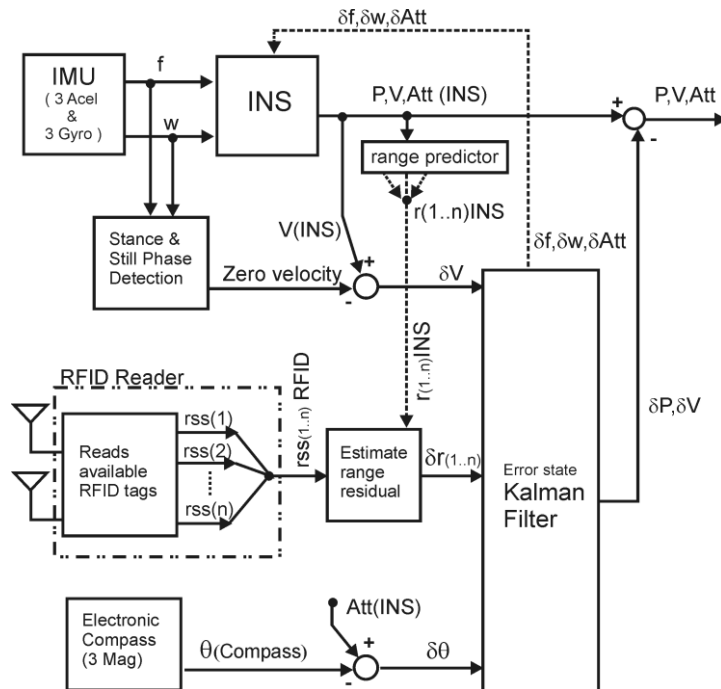 δf,δw,δAtt
IMU
( 3 Acel
&
3 Gyro )
f
w
INS
P,V,Att (INS)
+
-
P,V,Att
range predictor
r(1..n)INS
V(INS)
Stance &
Still Phase
Detection
Zero velocity
+
-
δV
δf,δw,δAtt
r(1..n)INS
RFID Reader
Reads
available
RFID tags
rss(1)
rss(2)
rss(n)
rss(1..n) RFID
Estimate
range
residual
δr(1..n)
Error state
Kalman
Filter
δP,δV
Electronic
Compass
(3 Mag)
θ(Compass)
Att(INS)
+
-
δθ